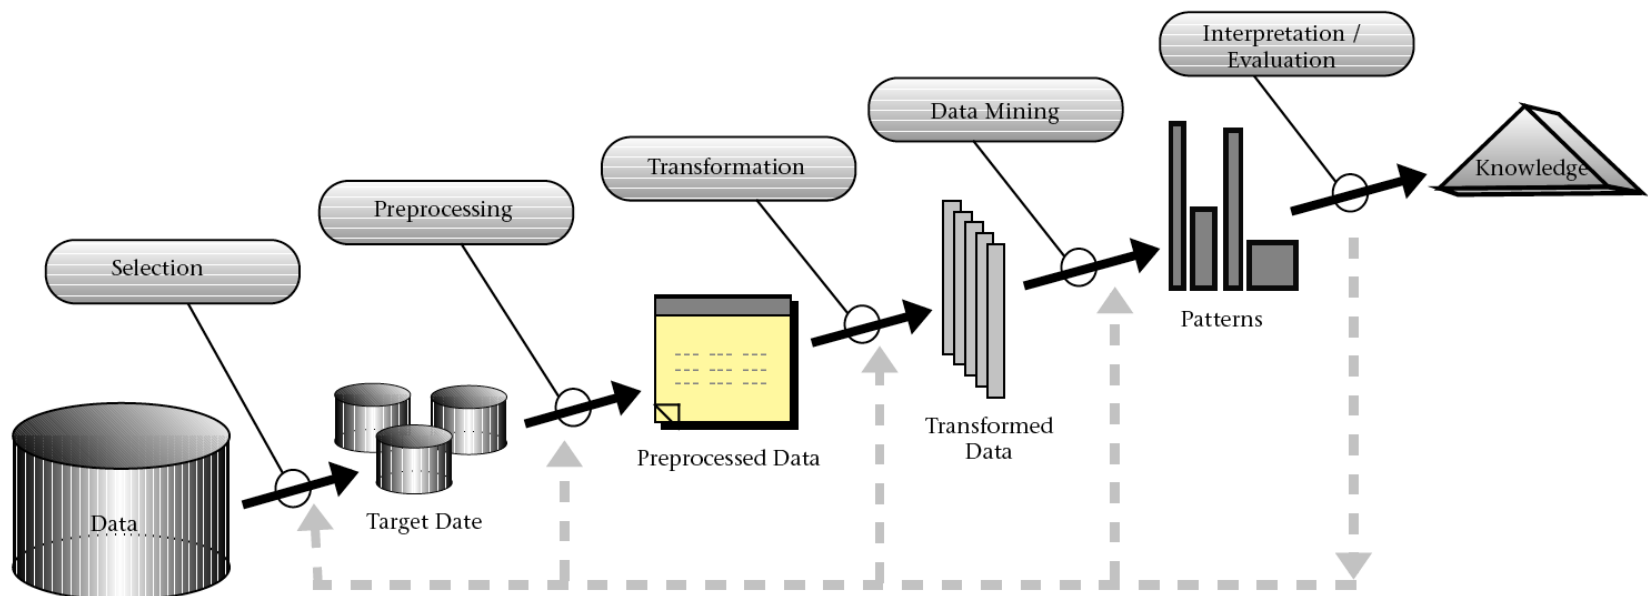 Interpretation /
Evaluation
Data Mining
Transformation
Knowledge
Preprocessing
Selection
Patterns
Transformed
Data
Preprocessed Data
Target Date
Data